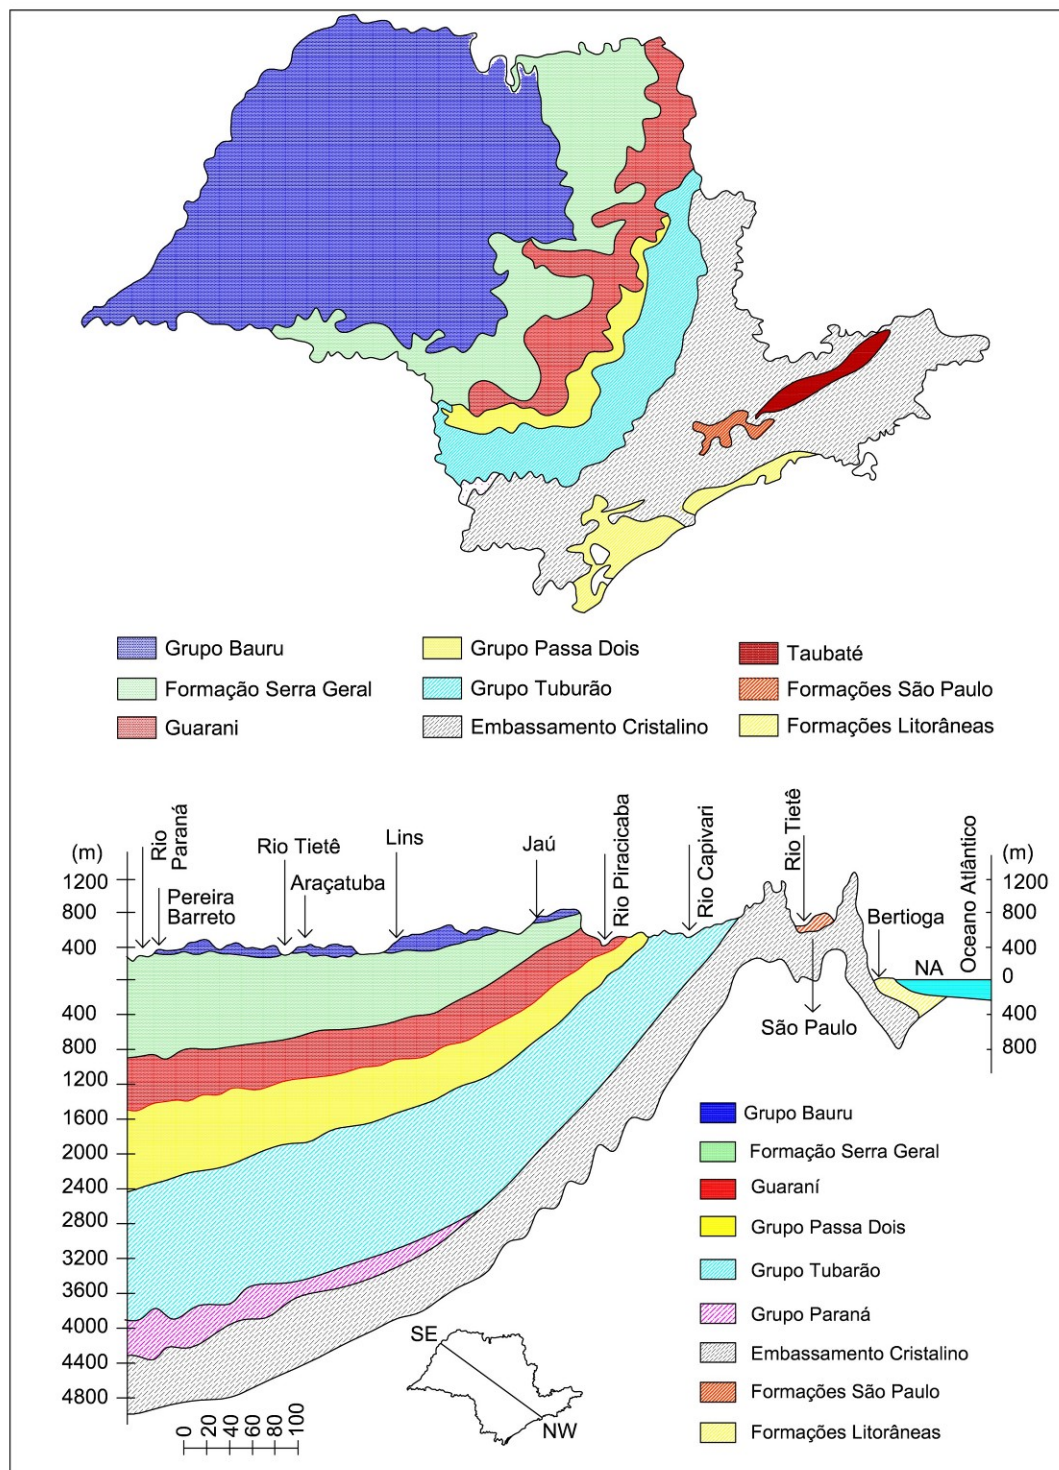 Grupo Bauru
Formação Serra Geral
Guarani
Grupo Passa Dois
Grupo Tuburão
Embassamento Cristalino
Taubaté
Formações São Paulo
Formações Litorâneas
(m)
Rio
Paraná
Pereira
Barreto
Rio Tietê
Araçatuba
Lins
Jaú
Rio Piracicaba
Rio Capivari
Rio Tietê
São Paulo
Bertioga
NA
Oceano Atlântico
(m)
1200
800
400
400
800
1200
1600
2000
2400
2800
3200
3600
4000
4400
4800
1200
800
400
0
400
800
0
20
40
60
80
100
SE
NW
Grupo Bauru
Formação Serra Geral
Guaraní
Grupo Passa Dois
Grupo Tubarão
Grupo Paraná
Embassamento Cristalino
Formações São Paulo
Formações Litorâneas